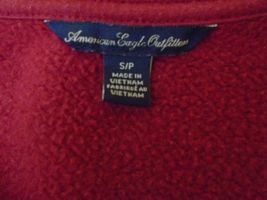 American Eagle Outfitters
S/P
MADE IN
VIETNAM
FABRIQUÉ AU
VIETNAM